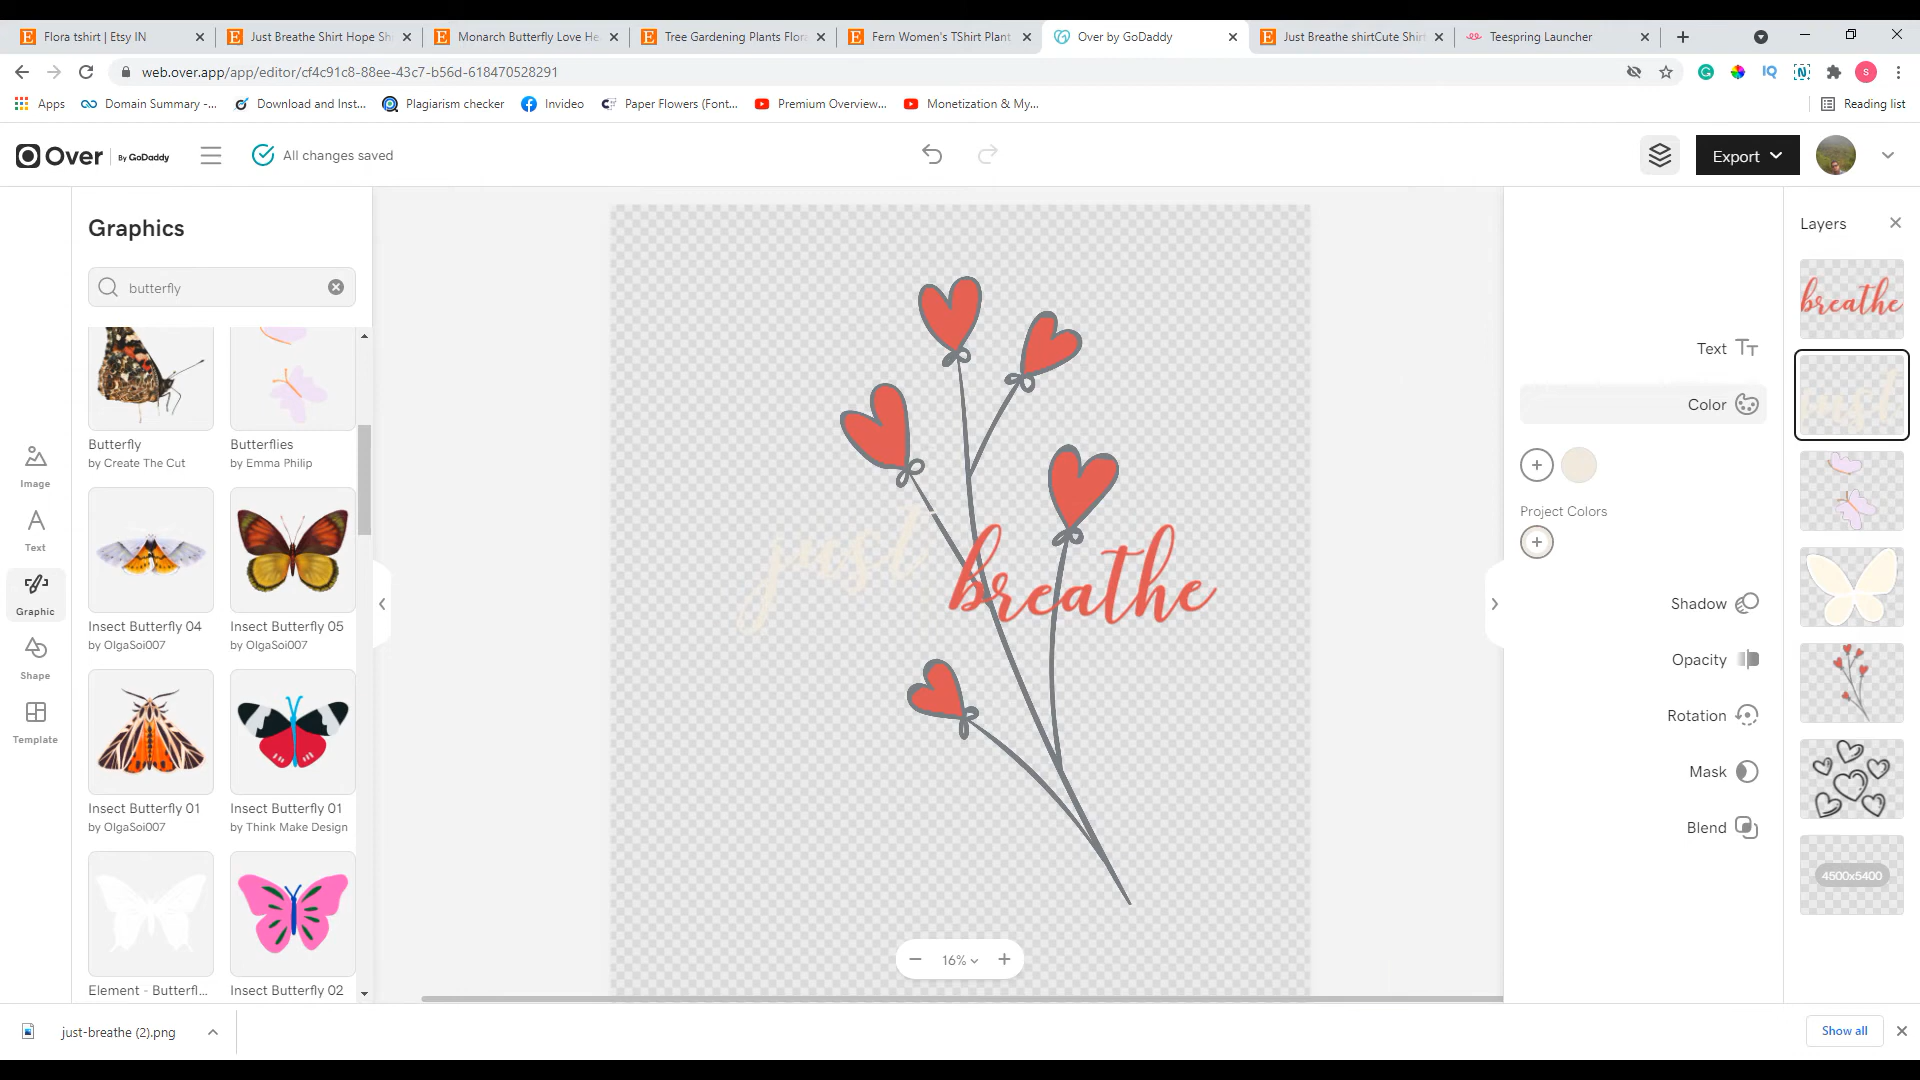 Flora tshirt | Etsy IN
Just Breathe Shirt Hope Sh
Monarch Butterfly Love He
Tree Gardening Plants Flora
Fern Women's TShirt Plant
Over by GoDaddy
Just Breathe shirtCute Shirt
Teespring Launcher
web.over.app/app/editor/cf4c91c8-88ee-43c7-b56d-618470528291
Apps
Domain Summary -...
Download and Inst...
Plagiarism checker
Invideo
Paper Flowers (Font...
Premium Overview...
Monetization & My...
Reading list
Over By GoDaddy
All changes saved
Export
Graphics
butterfly
Butterfly
by Create The Cut
Butterflies
by Emma Philip
Insect Butterfly 04
by OlgaSoi007
Insect Butterfly 05
by OlgaSoi007
Insect Butterfly 01
by OlgaSoi007
Insect Butterfly 01
by Think Make Design
Element - Butterfl...
Insect Butterfly 02
Image
Text
Graphic
Shape
Template
just breathe
16%
Text
Color
Project Colors
Shadow
Opacity
Rotation
Mask
Blend
Layers
breathe
just
4500x5400
just-breathe (2).png
Show all